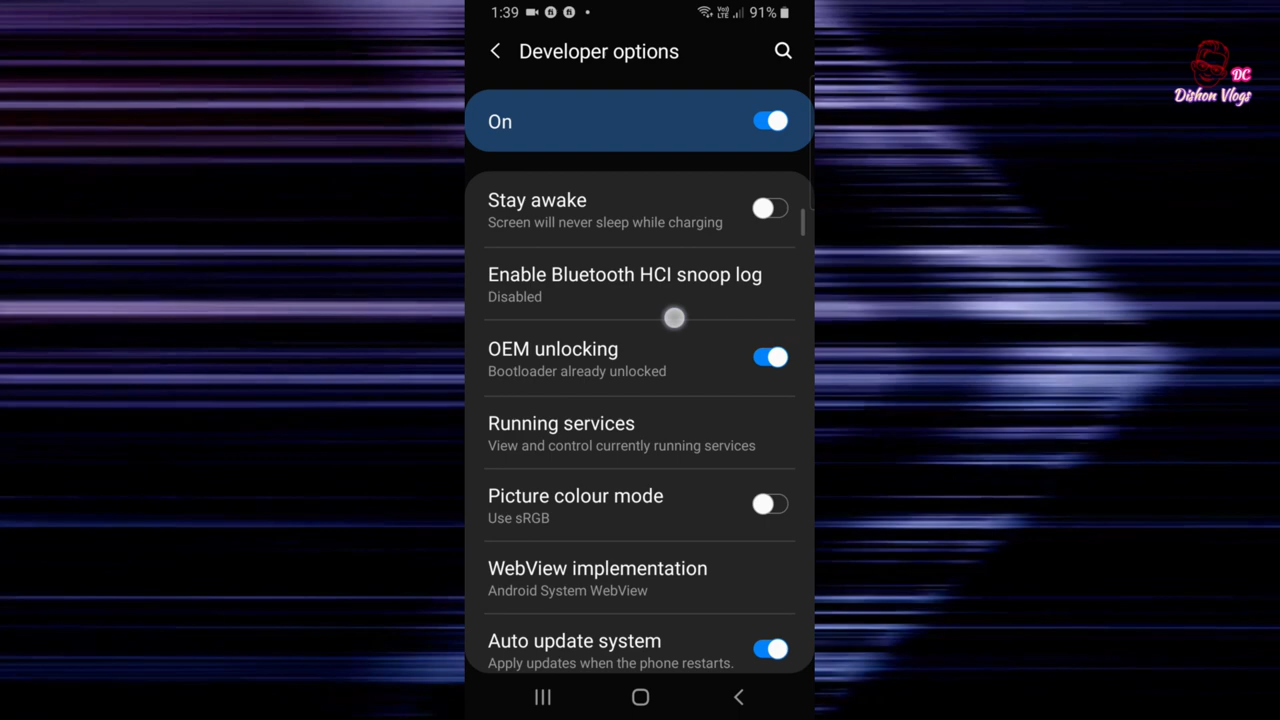 1:39
Vo))
LTE
91%
Developer options
DC
Dishon Vlogs
On
Stay awake
Screen will never sleep while charging
Enable Bluetooth HCI snoop log
Disabled
OEM unlocking
Bootloader already unlocked
Running services
View and control currently running services
Picture colour mode
Use sRGB
WebView implementation
Android System WebView
Auto update system
Apply updates when the phone restarts.